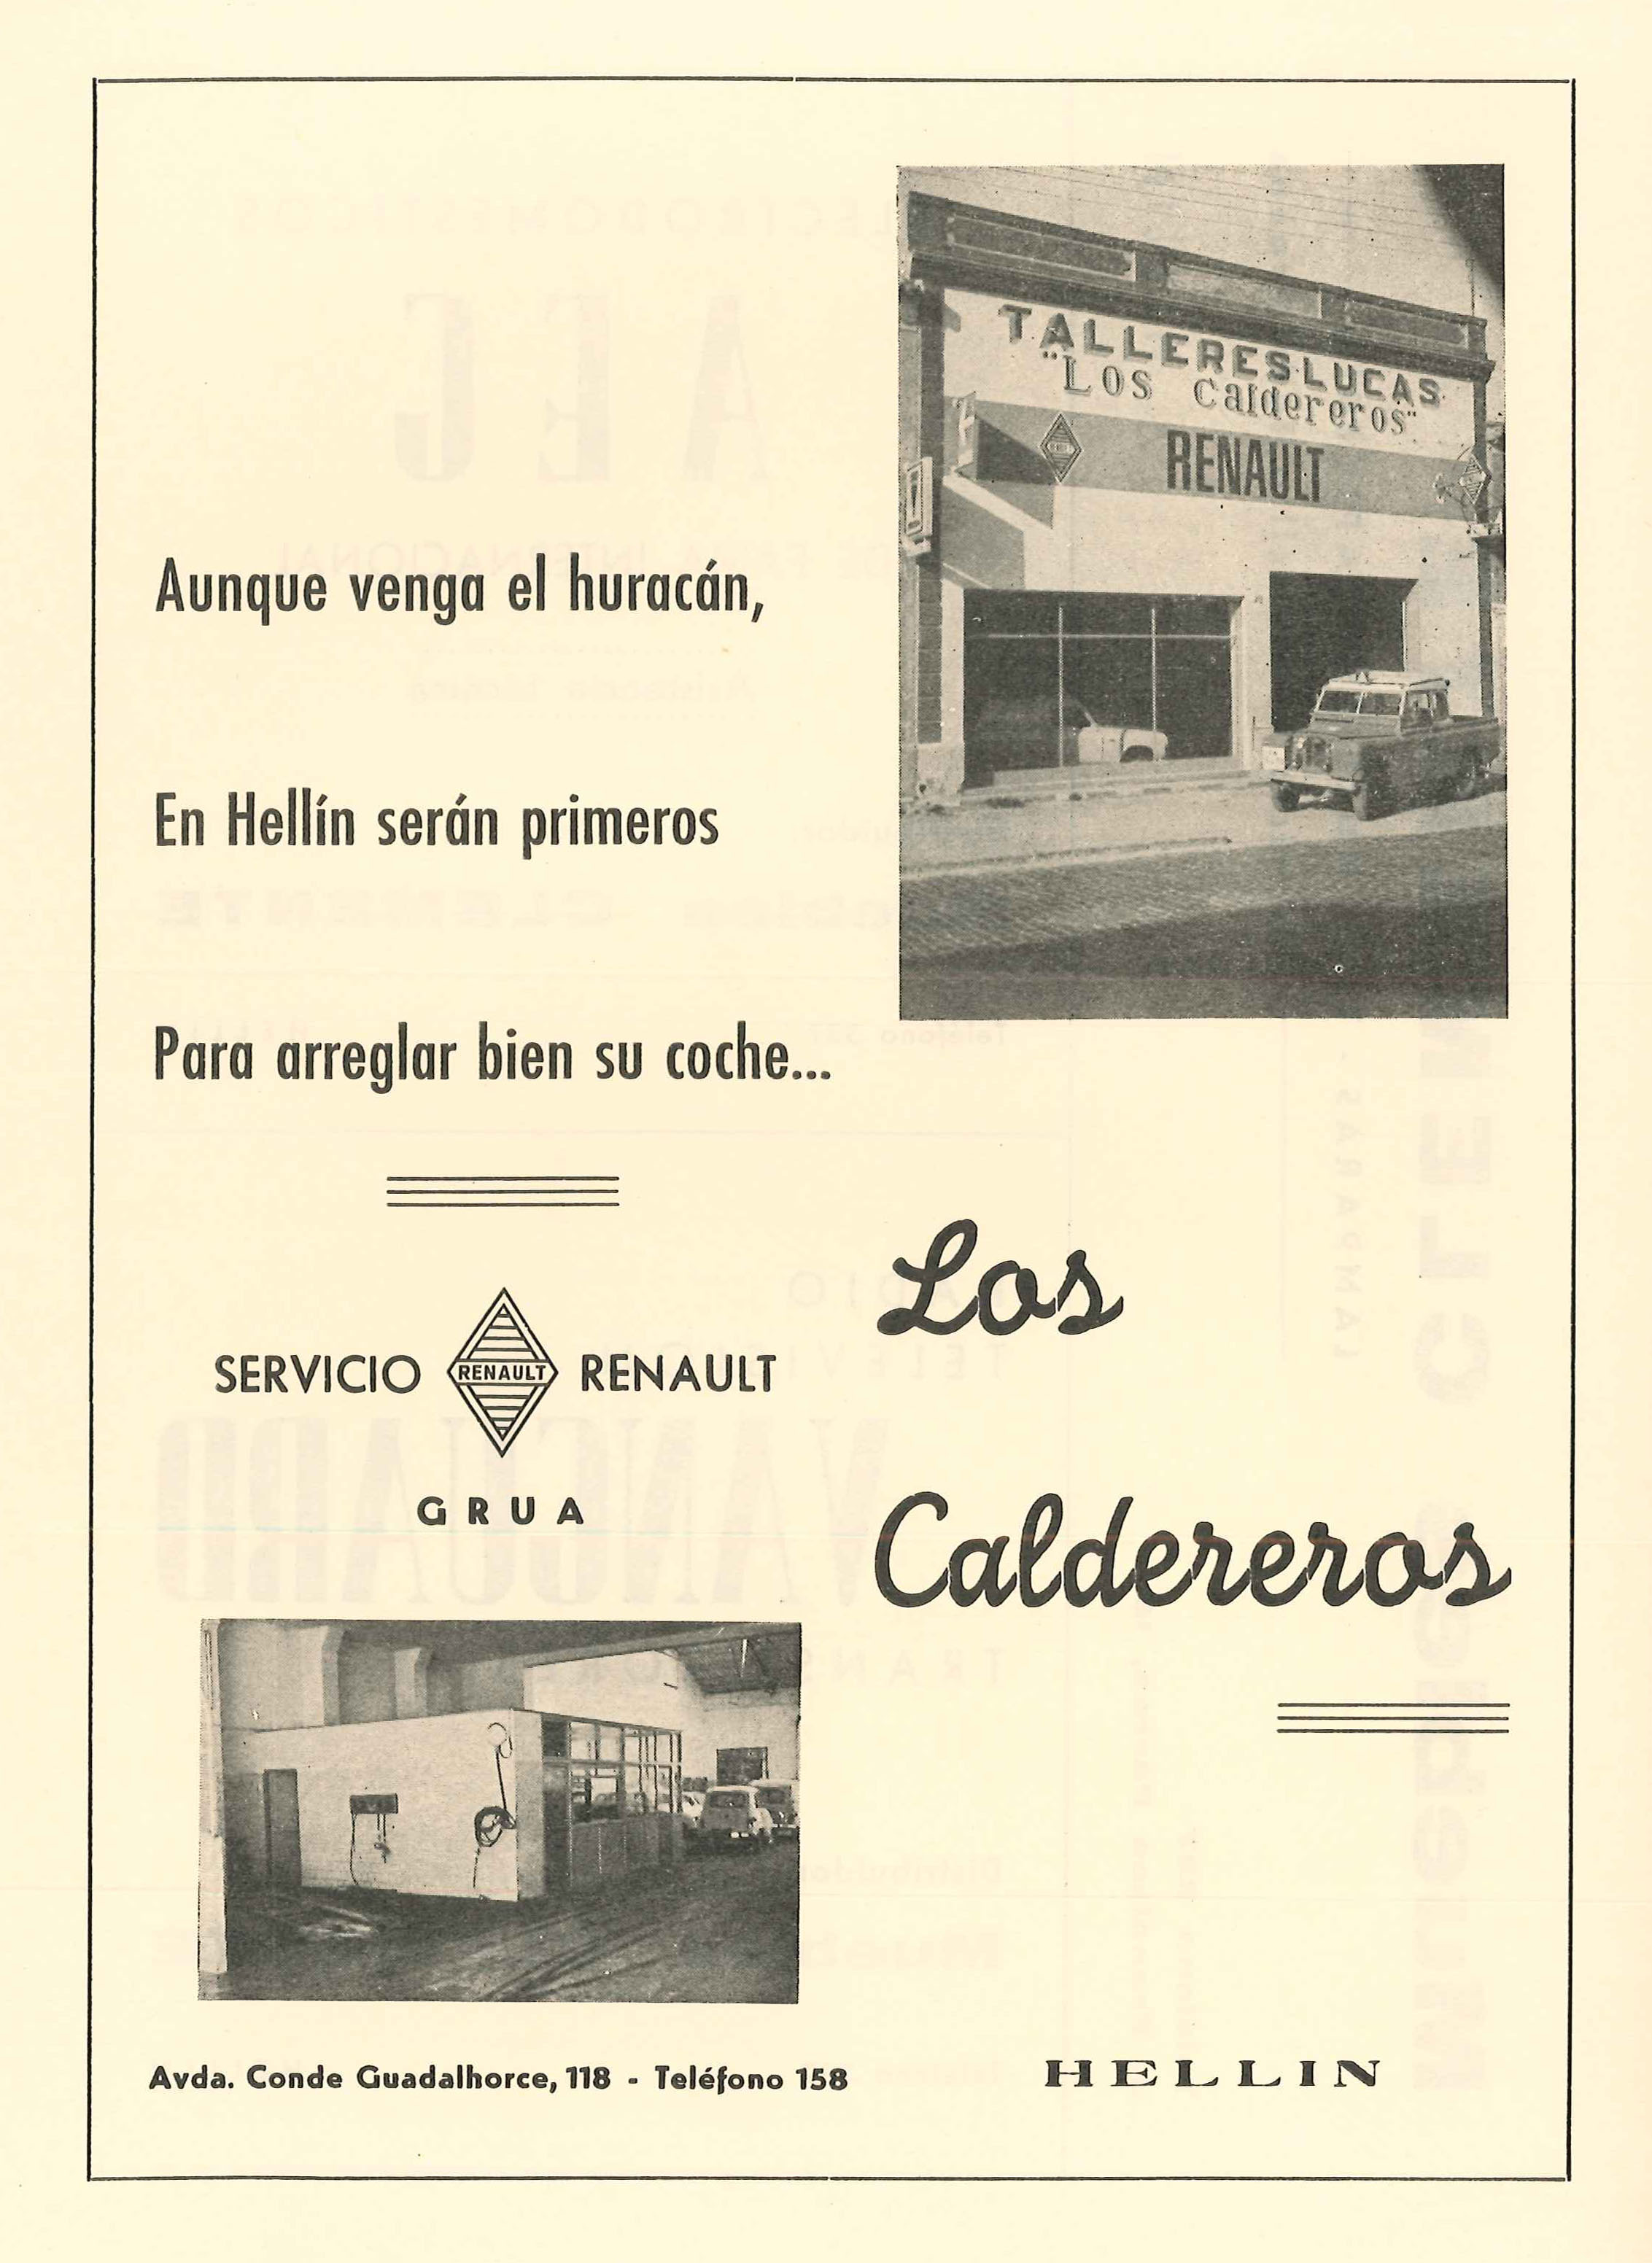 TALLERES·LUCAS
"Los Caldereros"
RENAULT
Aunque venga el huracán,
En Hellín serán primeros
Para arreglar bien su coche...
Los
Caldereros
SERVICIO RENAULT RENAULT
GRUA
Avda. Conde Guadalhorce, 118 - Teléfono 158
HELLIN